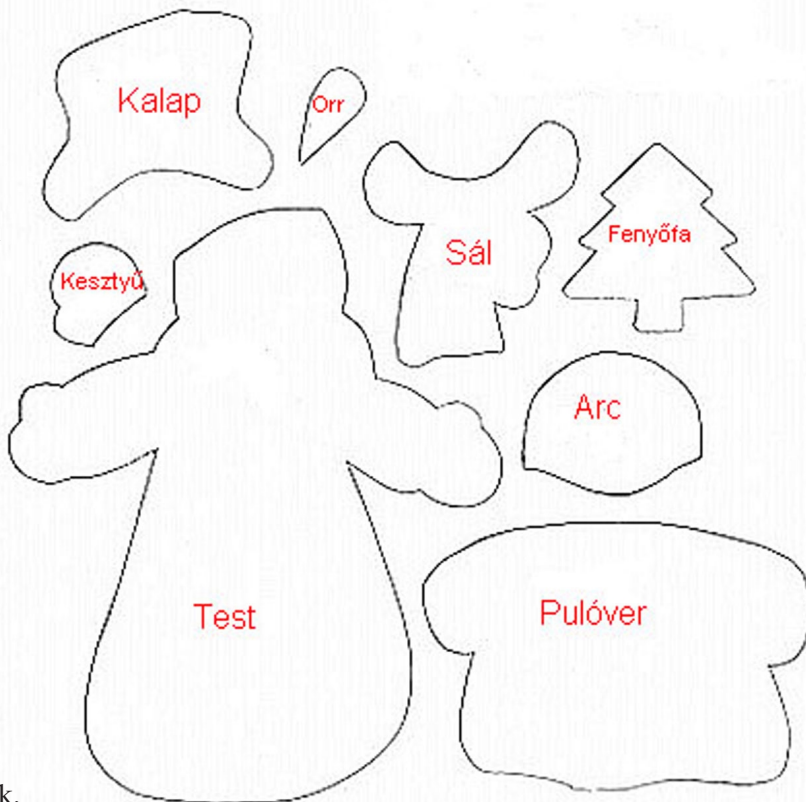 Kalap
Orr
Sál
Fenyőfa
Kesztyű
Arc
Test
Pulóver
k.